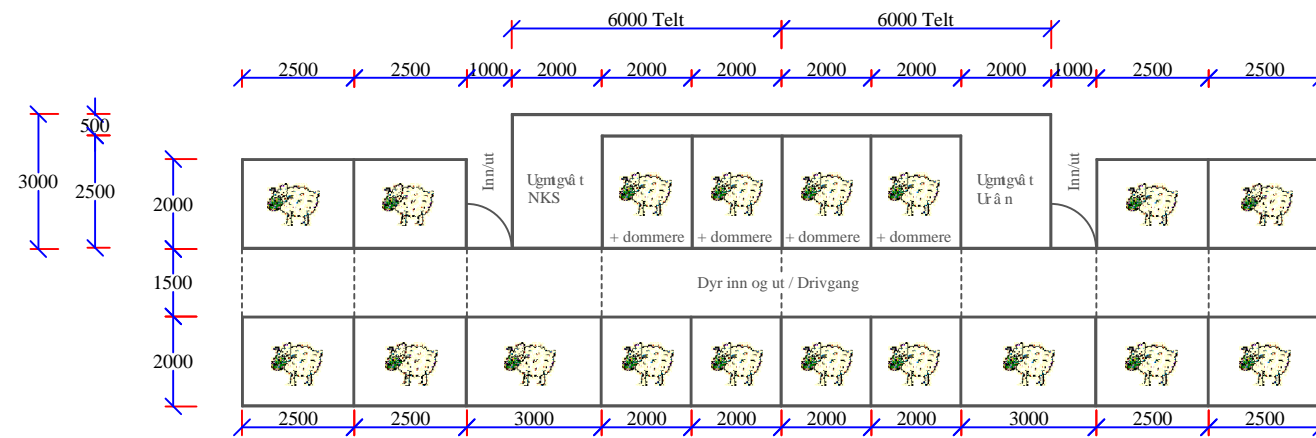 6000 Telt 6000 Telt
2500 2500 1000 2000 2000 2000 2000 2000 2000 1000 2500 2500
500
3000
2500
2000
Inn/ut
NKS
Inn/ut
+ dommere + dommere + dommere + dommere
1500
Dyr inn og ut / Drivgang
2000
2500 2500 3000 2000 2000 2000 2000 3000 2500 2500